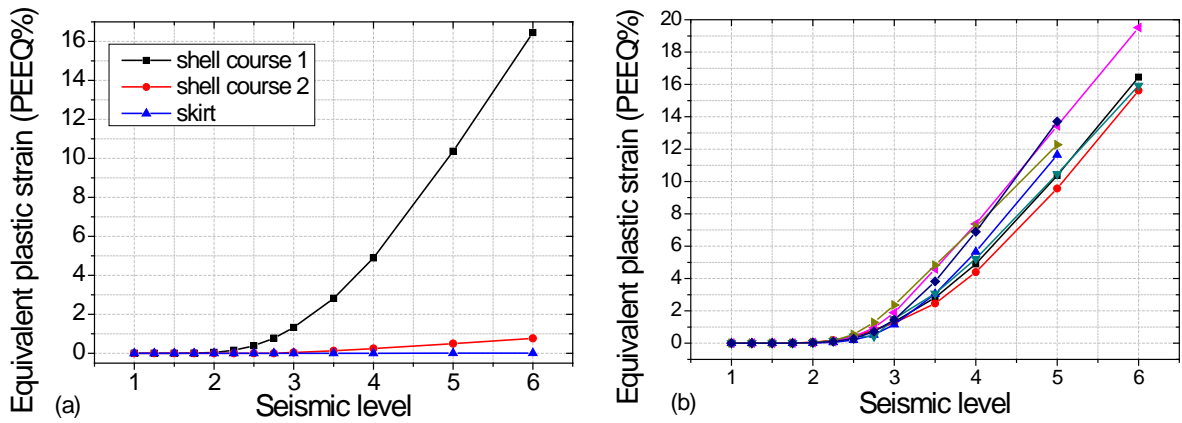 Equivalent plastic strain (PEEQ%)
16
14
12
10
8
6
4
2
0
shell course 1
shell course 2
skirt
1 2 3 4 5 6
Seismic level
(a)
Equivalent plastic strain (PEEQ%)
20
18
16
14
12
10
8
6
4
2
0
1 2 3 4 5 6
Seismic level
(b)